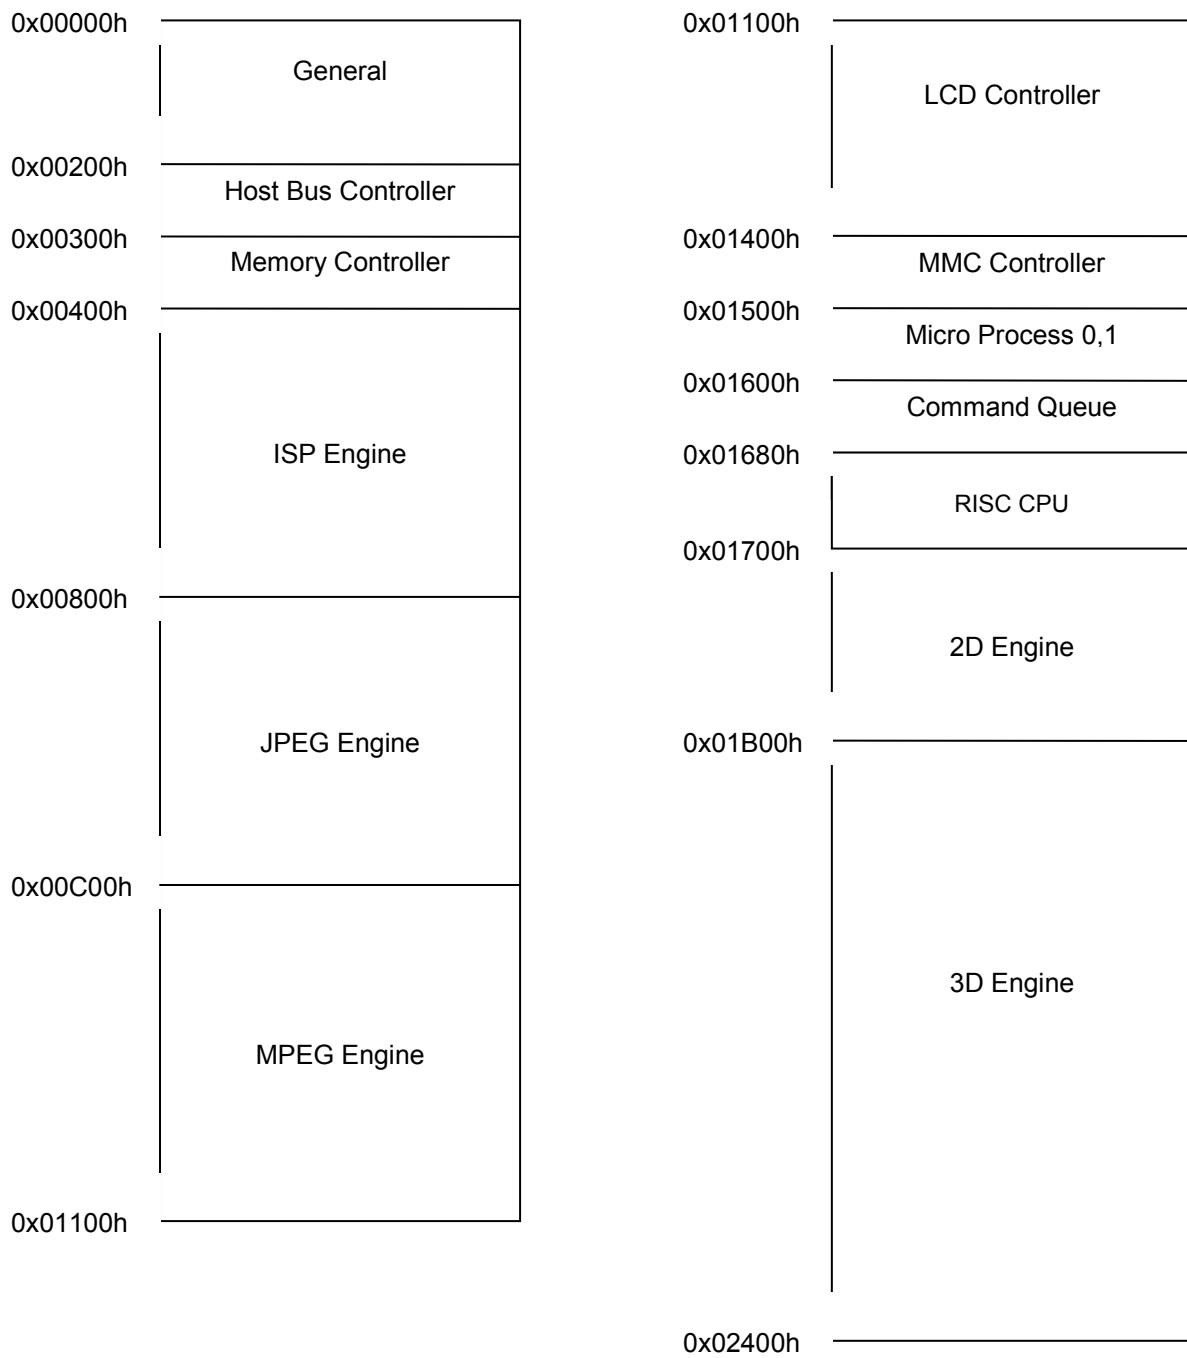 0x00000h
General
0x00200h
Host Bus Controller
0x00300h
Memory Controller
0x00400h
ISP Engine
0x00800h
JPEG Engine
0x00C00h
MPEG Engine
0x01100h
0x01100h
LCD Controller
0x01400h
MMC Controller
0x01500h
Micro Process 0,1
0x01600h
Command Queue
0x01680h
RISC CPU
0x01700h
2D Engine
0x01B00h
3D Engine
0x02400h